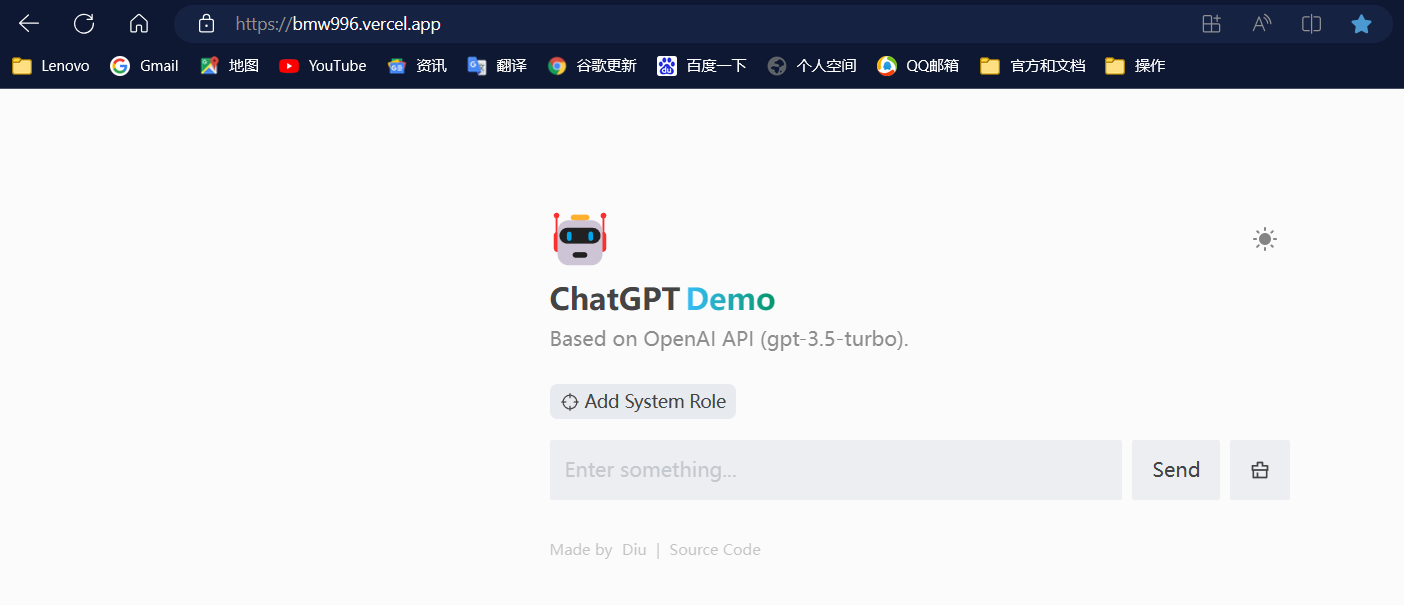 https://bmw996.vercel.app
Lenovo Gmail 地图 YouTube 资讯 翻译 谷歌更新 百度一下 个人空间 QQ邮箱 官方和文档 操作
ChatGPT Demo
Based on OpenAI API (gpt-3.5-turbo).
Add System Role
Enter something... Send
Made by Diu | Source Code